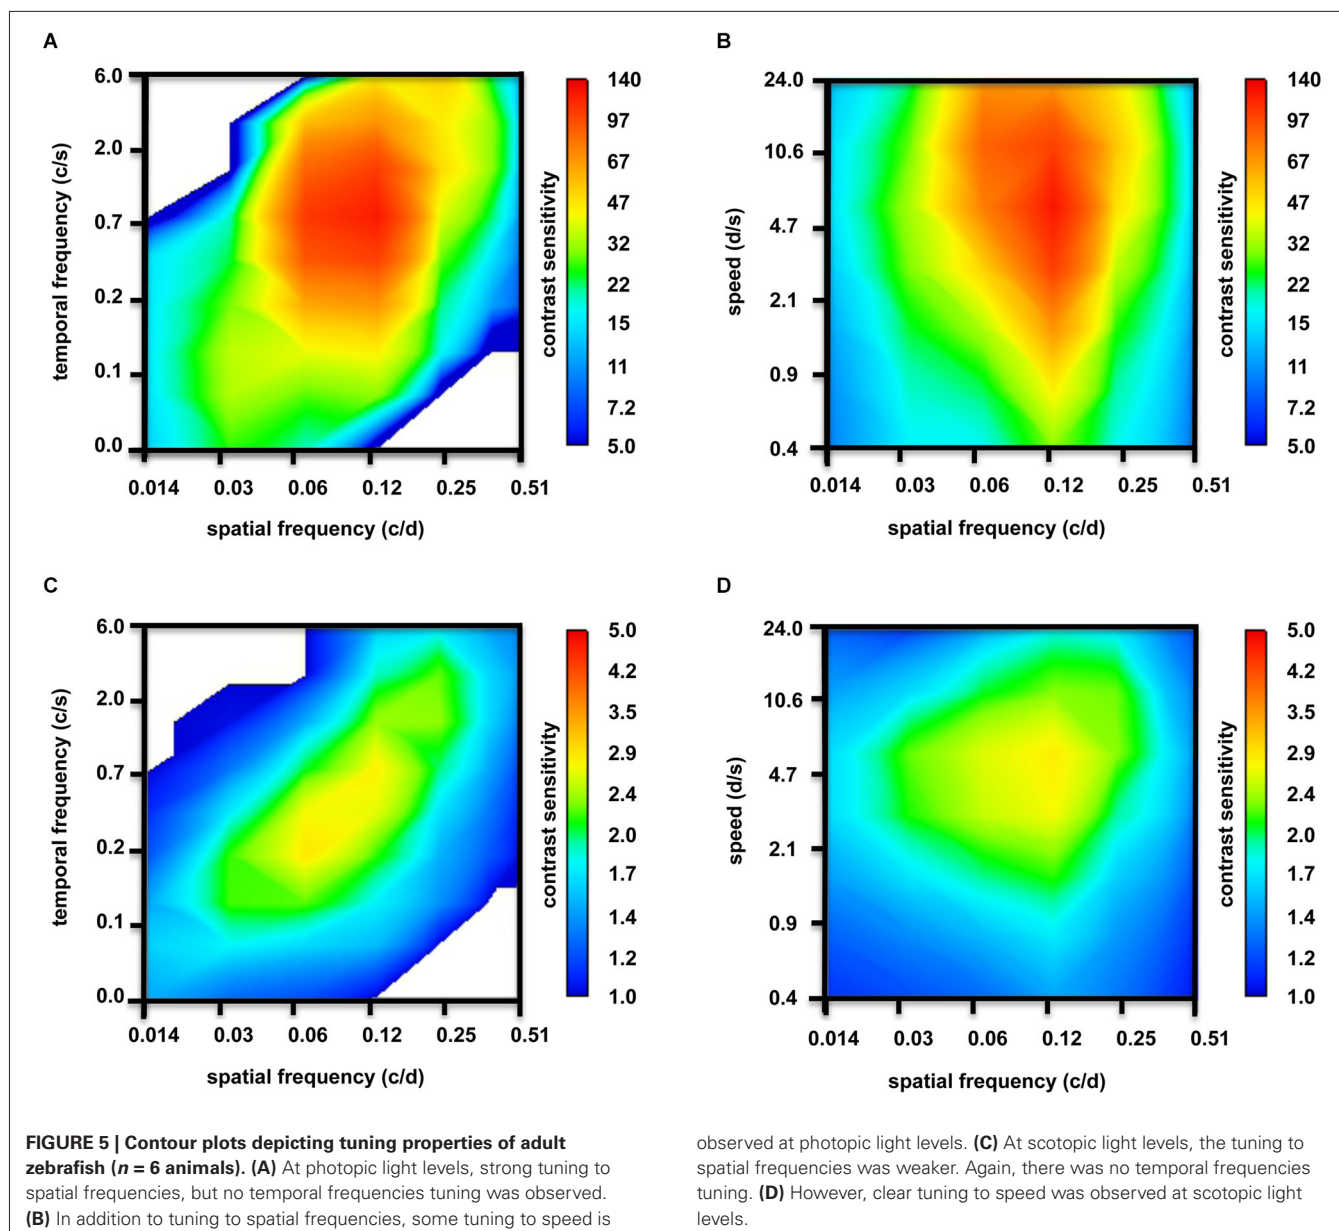 A
6.0
2.0
0.7
0.2
0.1
0.0
temporal frequency (c/s)
0.014 0.03 0.06 0.12 0.25 0.51
spatial frequency (c/d)
140
97
67
47
32
22
15
11
7.2
5.0
contrast sensitivity
B
24.0
10.6
4.7
2.1
0.9
0.4
speed (d/s)
0.014 0.03 0.06 0.12 0.25 0.51
spatial frequency (c/d)
140
97
67
47
32
22
15
11
7.2
5.0
contrast sensitivity
C
6.0
2.0
0.7
0.2
0.1
0.0
temporal frequency (c/s)
0.014 0.03 0.06 0.12 0.25 0.51
spatial frequency (c/d)
5.0
4.2
3.5
2.9
2.4
2.0
1.7
1.4
1.2
1.0
contrast sensitivity
D
24.0
10.6
4.7
2.1
0.9
0.4
speed (d/s)
0.014 0.03 0.06 0.12 0.25 0.51
spatial frequency (c/d)
5.0
4.2
3.5
2.9
2.4
2.0
1.7
1.4
1.2
1.0
contrast sensitivity
FIGURE 5 | Contour plots depicting tuning properties of adult
zebrafish (n = 6 animals). (A) At photopic light levels, strong tuning to
spatial frequencies, but no temporal frequencies tuning was observed.
(B) In addition to tuning to spatial frequencies, some tuning to speed is
observed at photopic light levels. (C) At scotopic light levels, the tuning to
spatial frequencies was weaker. Again, there was no temporal frequencies
tuning. (D) However, clear tuning to speed was observed at scotopic light
levels.